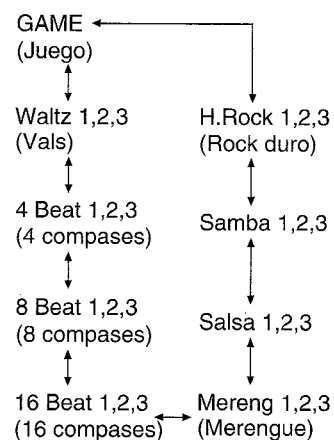 GAME
(Juego)
Waltz 1,2,3
(Vals)
4 Beat 1,2,3
(4 compases)
8 Beat 1,2,3
(8 compases)
16 Beat 1,2,3
(16 compases)
H.Rock 1,2,3
(Rock duro)
Samba 1,2,3
Salsa 1,2,3
Mereng 1,2,3
(Merengue)